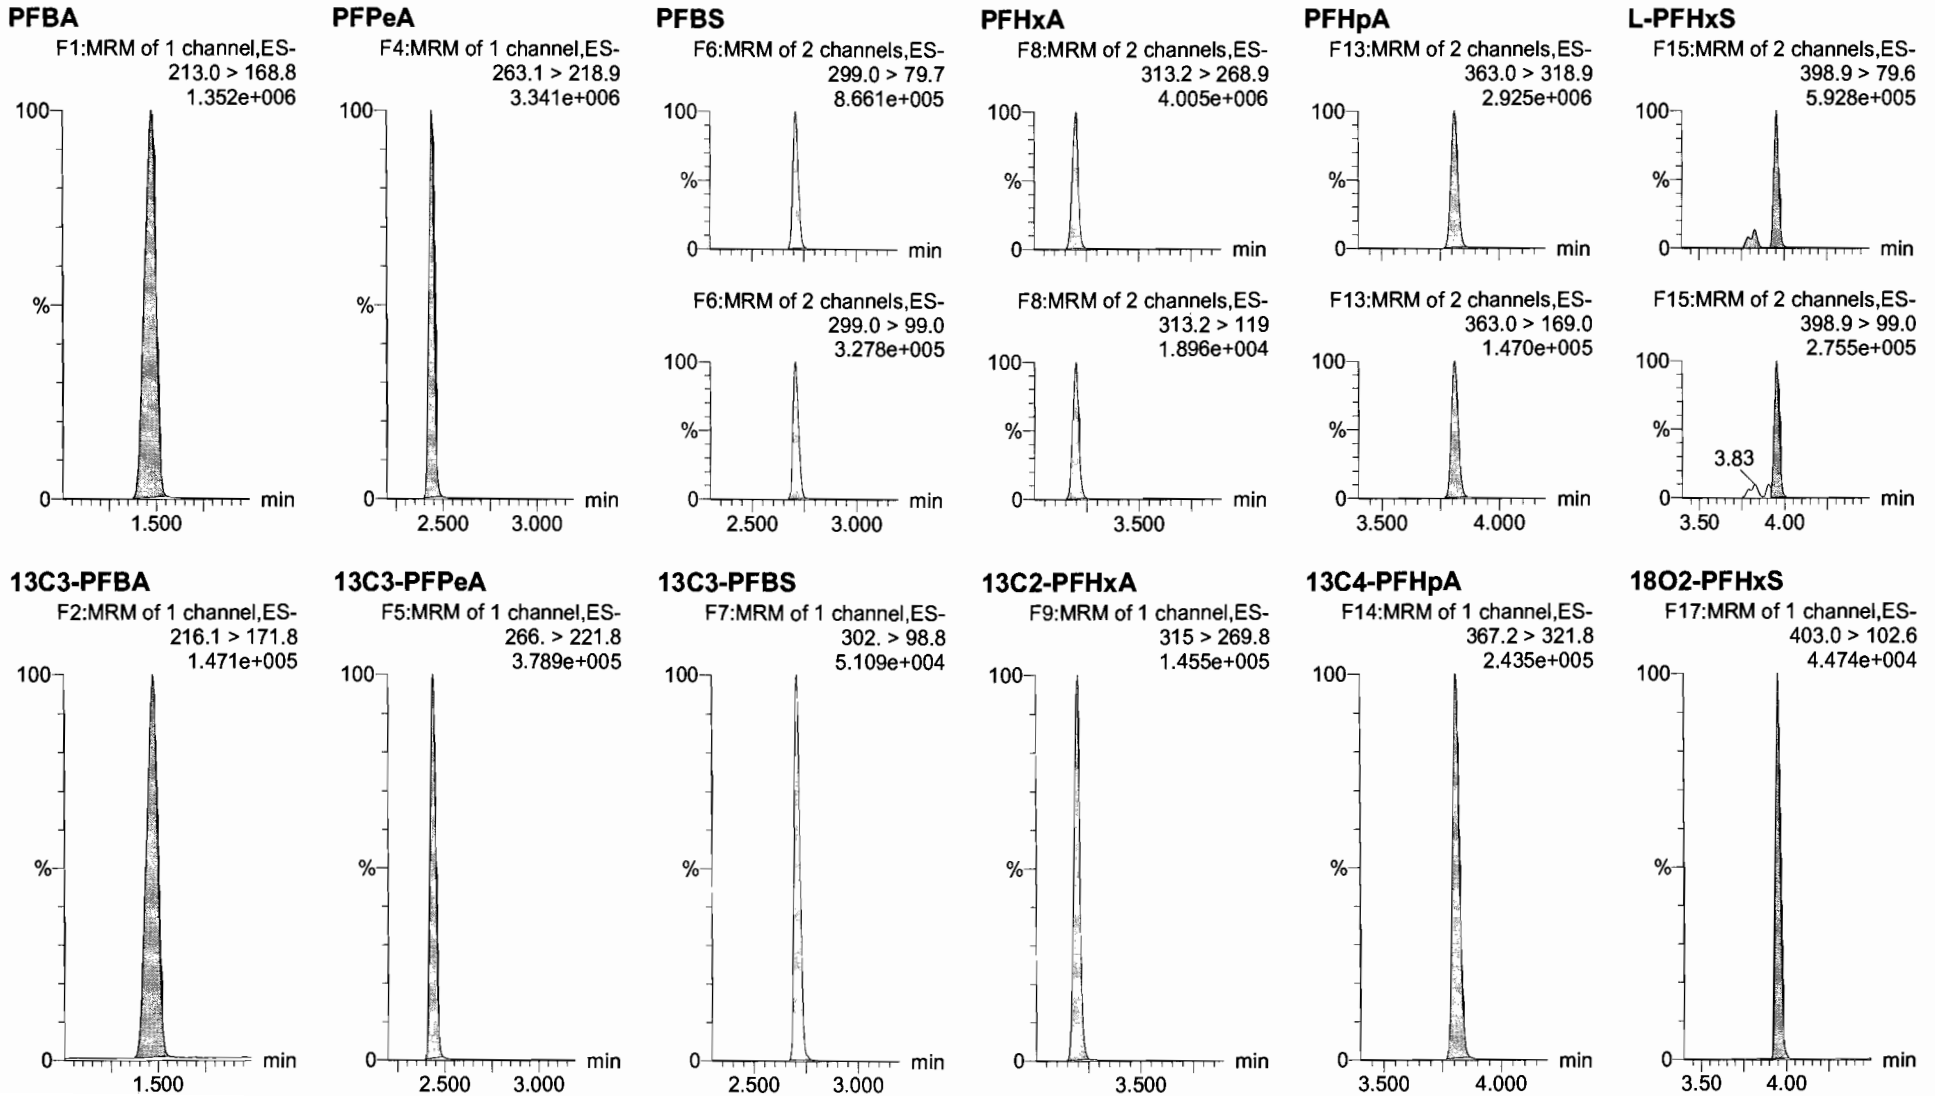 PFBA
F1:MRM of 1 channel,ES-
213.0 > 168.8
1.352e+006
100
%
0
min
1.500
PFPeA
F4:MRM of 1 channel,ES-
263.1 > 218.9
3.341e+006
100
%
0
min
2.500 3.000
PFBS
F6:MRM of 2 channels,ES-
299.0 > 79.7
8.661e+005
100
%
0
min
F6:MRM of 2 channels,ES-
299.0 > 99.0
3.278e+005
100
%
0
min
2.500 3.000
PFHxA
F8:MRM of 2 channels,ES-
313.2 > 268.9
4.005e+006
100
%
0
min
F8:MRM of 2 channels,ES-
313.2 > 119
1.896e+004
100
%
0
min
3.500
PFHpA
F13:MRM of 2 channels,ES-
363.0 > 318.9
2.925e+006
100
%
0
min
F13:MRM of 2 channels,ES-
363.0 > 169.0
1.470e+005
100
%
0
min
3.500 4.000
L-PFHxS
F15:MRM of 2 channels,ES-
398.9 > 79.6
5.928e+005
100
%
0
min
F15:MRM of 2 channels,ES-
398.9 > 99.0
2.755e+005
100
%
3.83
0
min
3.50 4.00
13C3-PFBA
F2:MRM of 1 channel,ES-
216.1 > 171.8
1.471e+005
100
%
0
min
1.500
13C3-PFPeA
F5:MRM of 1 channel,ES-
266. > 221.8
3.789e+005
100
%
0
min
2.500 3.000
13C3-PFBS
F7:MRM of 1 channel,ES-
302. > 98.8
5.109e+004
100
%
0
min
2.500 3.000
13C2-PFHxA
F9:MRM of 1 channel,ES-
315 > 269.8
1.455e+005
100
%
0
min
3.500
13C4-PFHpA
F14:MRM of 1 channel,ES-
367.2 > 321.8
2.435e+005
100
%
0
min
3.500 4.000
18O2-PFHxS
F17:MRM of 1 channel,ES-
403.0 > 102.6
4.474e+004
100
%
0
min
3.50 4.00